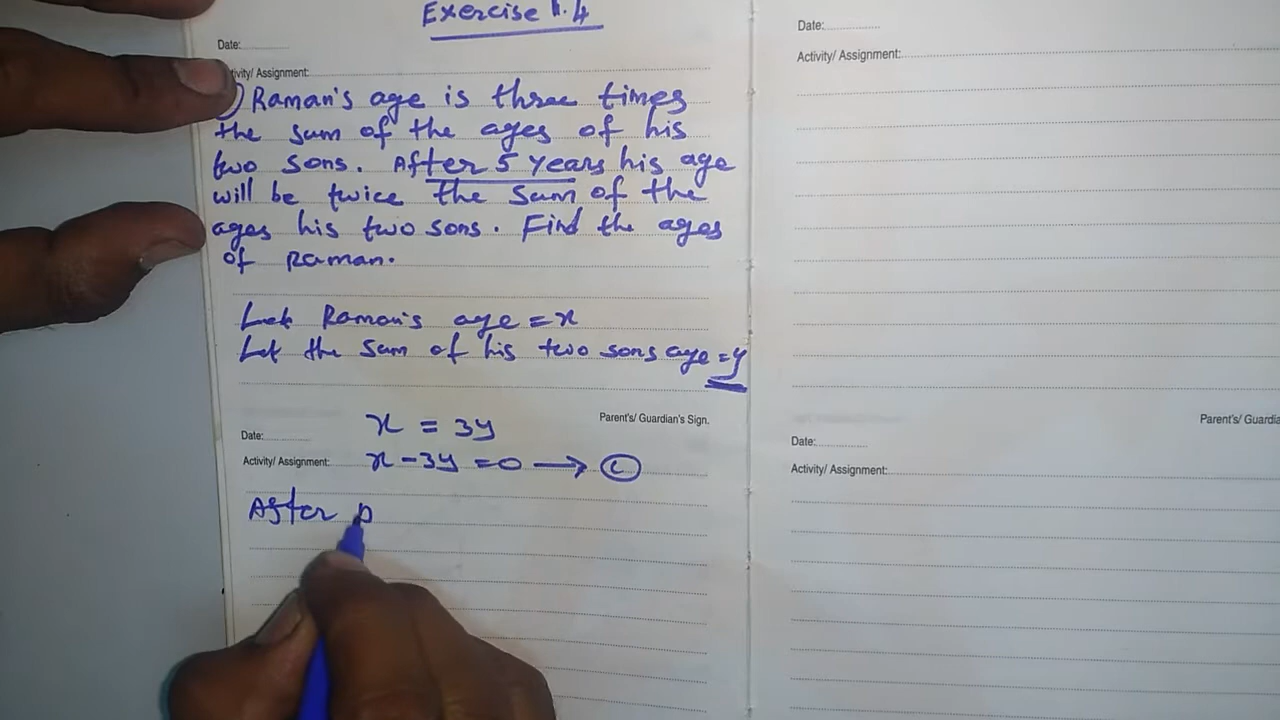 Exercise 11.4
Date:
Activity/ Assignment:
) Raman's age is three times
the sum of the ages of his
two sons. After 5 years his age
will be twice the sum of the
ages his two sons. Find the ages
of Raman.
Let Raman's age = x
Let the sum of his two sons age = y
Parent's/ Guardian's Sign.
x = 3y
Date:
Activity/ Assignment: x - 3y = 0 →
After
Date:
Activity/ Assignment:
Parent's/ Guardia
Date:
Activity/ Assignment: